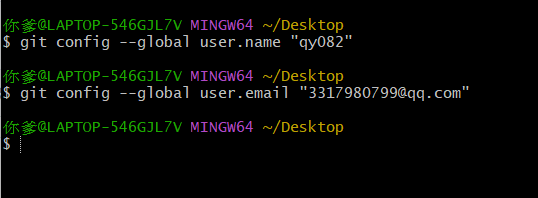 你爹@LAPTOP-546GJL7V MINGW64 ~/Desktop
$ git config --global user.name "qy082"
你爹@LAPTOP-546GJL7V MINGW64 ~/Desktop
$ git config --global user.email "3317980799@qq.com"
你爹@LAPTOP-546GJL7V MINGW64 ~/Desktop
$